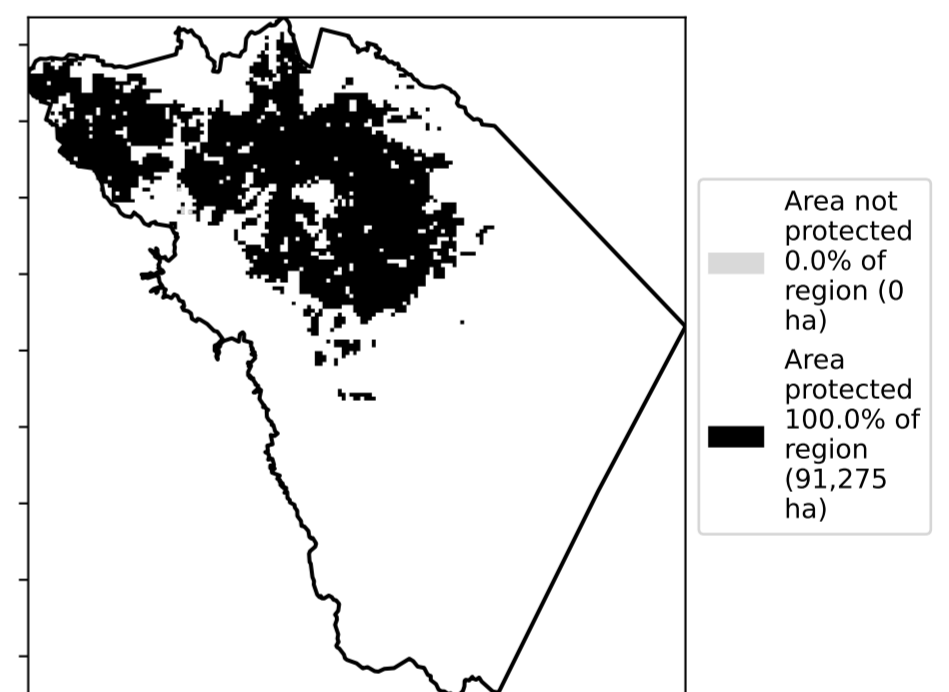 Area not
protected
0.0% of
region (0
ha)
Area
protected
100.0% of
region
(91,275
ha)